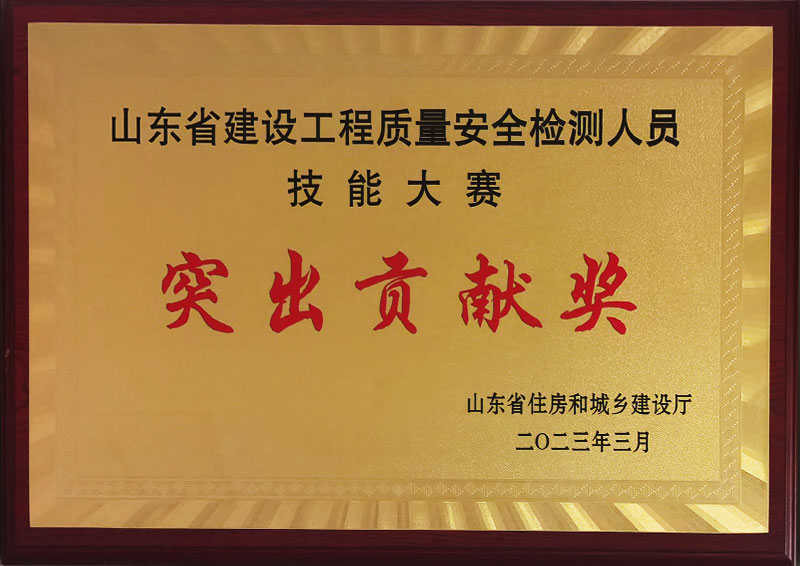 山东省建设工程质量安全检测人员
技能大赛
突出贡献奖
山东省住房和城乡建设厅
二〇二三年三月